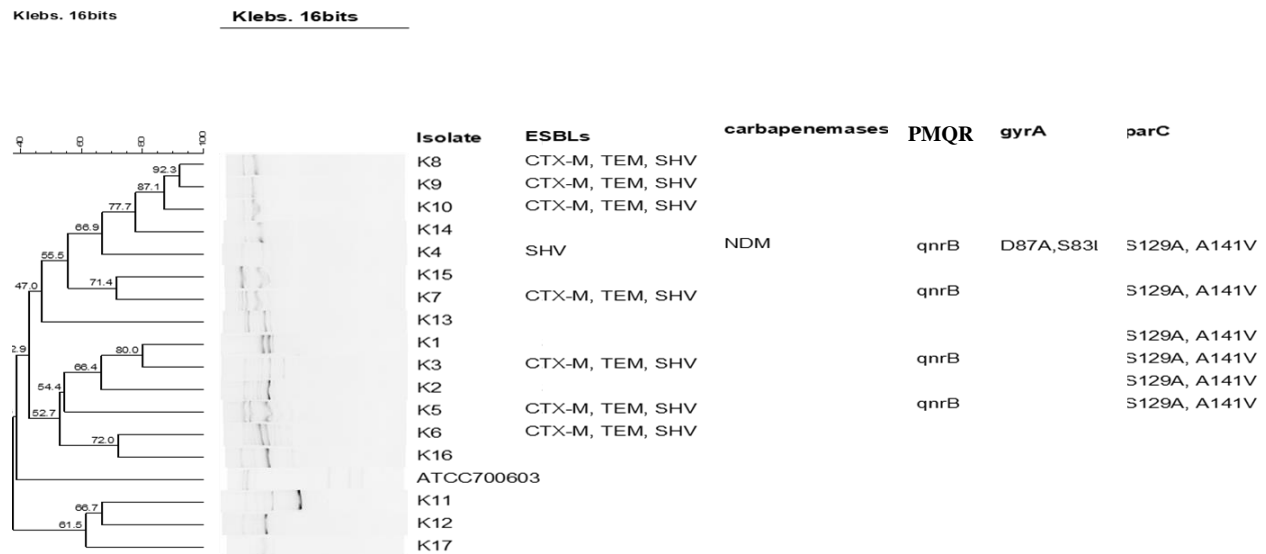 Klebs. 16bits Klebs. 16bits
40 60 80 100
Isolate ESBLs carbapenemases PMQR gyrA parC
K8 CTX-M, TEM, SHV
92.3
K9 CTX-M, TEM, SHV
87.1
K10 CTX-M, TEM, SHV
77.7
K14
66.9
K4 SHV NDM qnrB D87A,S83I S129A, A141V
55.5
K15
71.4
K7 CTX-M, TEM, SHV qnrB S129A, A141V
47.0
K13
K1 S129A, A141V
2.9 80.0
K3 CTX-M, TEM, SHV qnrB S129A, A141V
66.4
K2 S129A, A141V
54.4
K5 CTX-M, TEM, SHV qnrB S129A, A141V
52.7
K6 CTX-M, TEM, SHV
72.0
K16
ATCC700603
K11
66.7
K12
61.5
K17